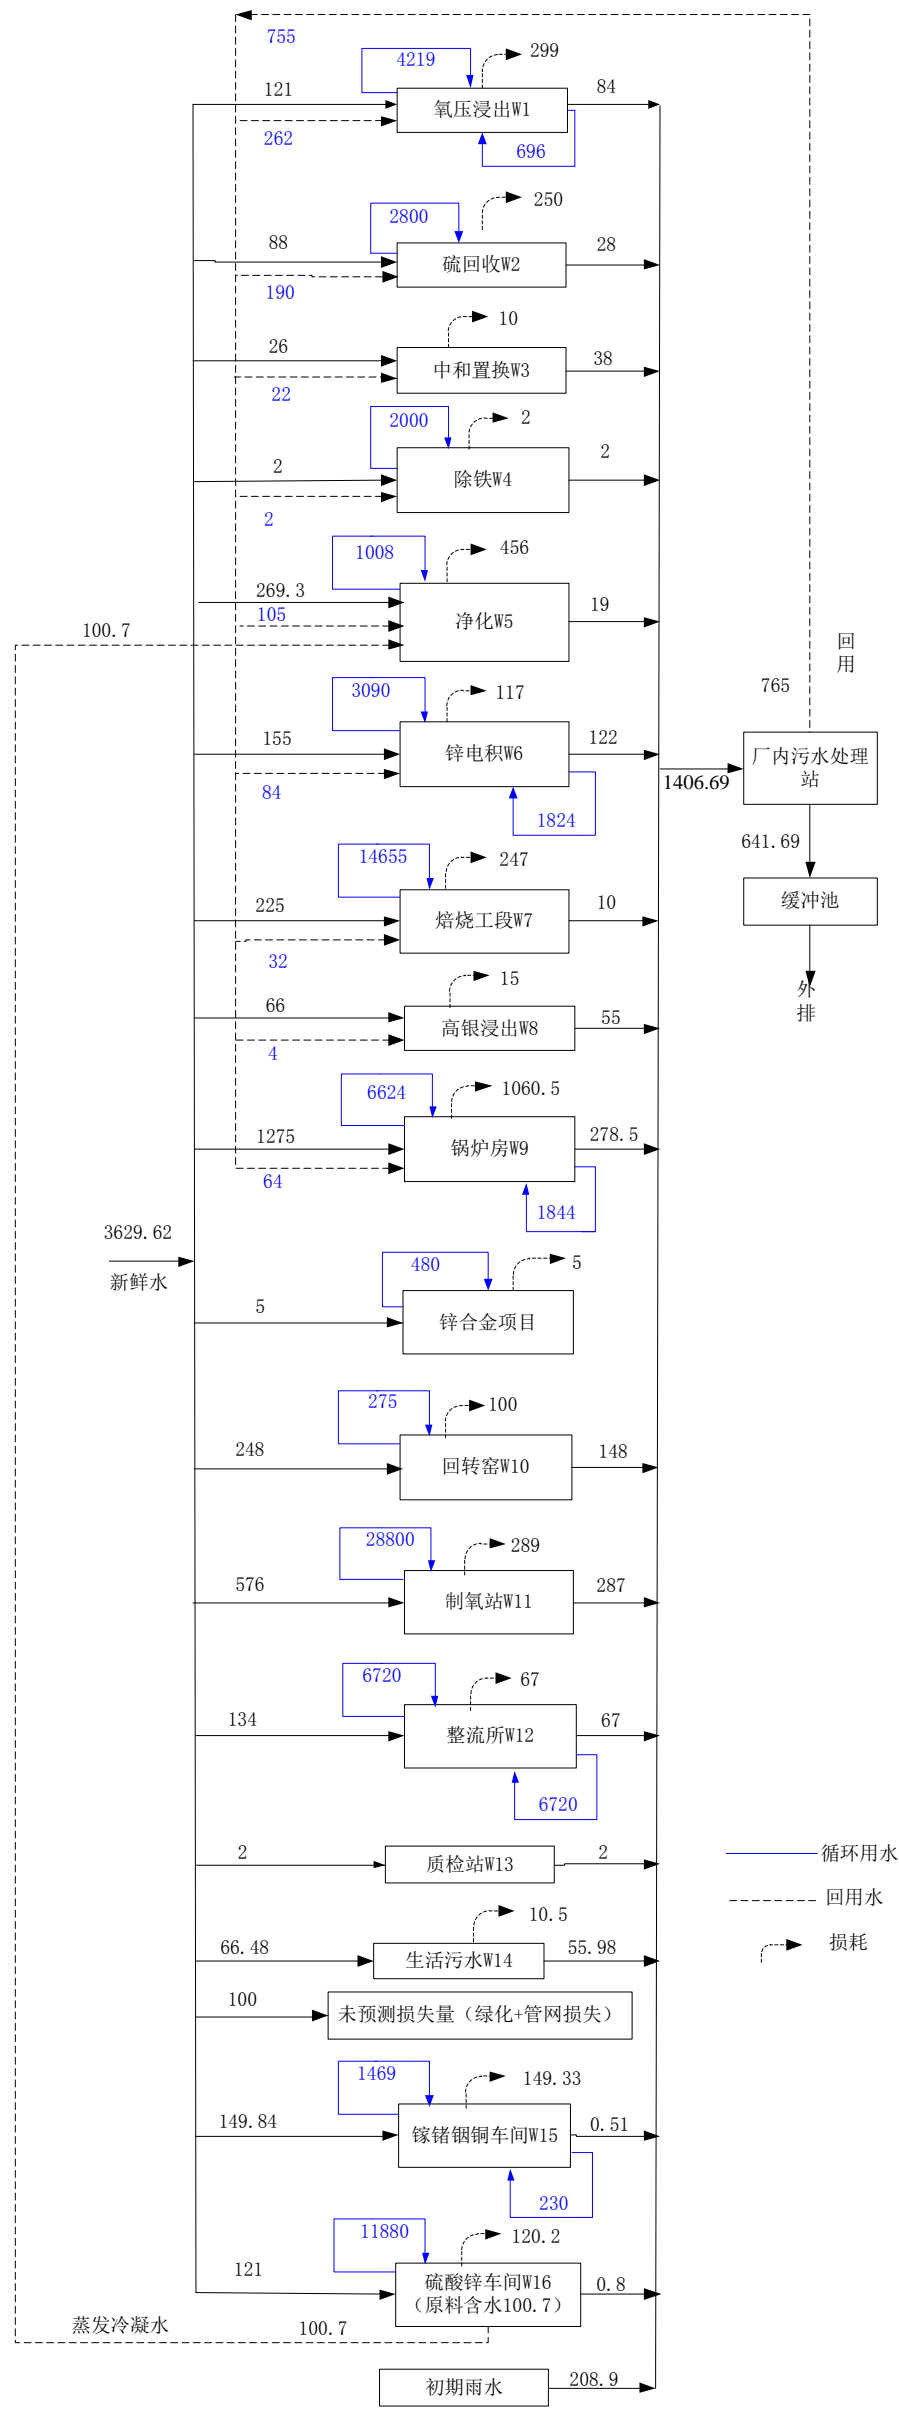 755
4219
299
121
氧压浸出W1
84
262
696
2800
250
88
硫回收W2
28
190
10
26
中和置换W3
38
22
2000
2
2
除铁W4
2
2
1008
456
269.3
105
净化W5
19
100.7
回用
3090
117
765
155
锌电积W6
122
84
1824
厂内污水处理
站
1406.69
641.69
14655
247
225
焙烧工段W7
10
缓冲池
32
15
外排
66
高银浸出W8
55
4
6624
1060.5
1275
锅炉房W9
278.5
64
1844
3629.62
新鲜水
480
5
5
锌合金项目
275
100
248
回转窑W10
148
28800
289
576
制氧站W11
287
6720
67
134
整流所W12
67
6720
循环用水
2
质检站W13
2
回用水
10.5
损耗
66.48
生活污水W14
55.98
100
未预测损失量（绿化+管网损失）
1469
149.33
149.84
镓锗铟铜车间W15
0.51
230
11880
120.2
121
硫酸锌车间W16
（原料含水100.7）
0.8
蒸发冷凝水
100.7
初期雨水
208.9